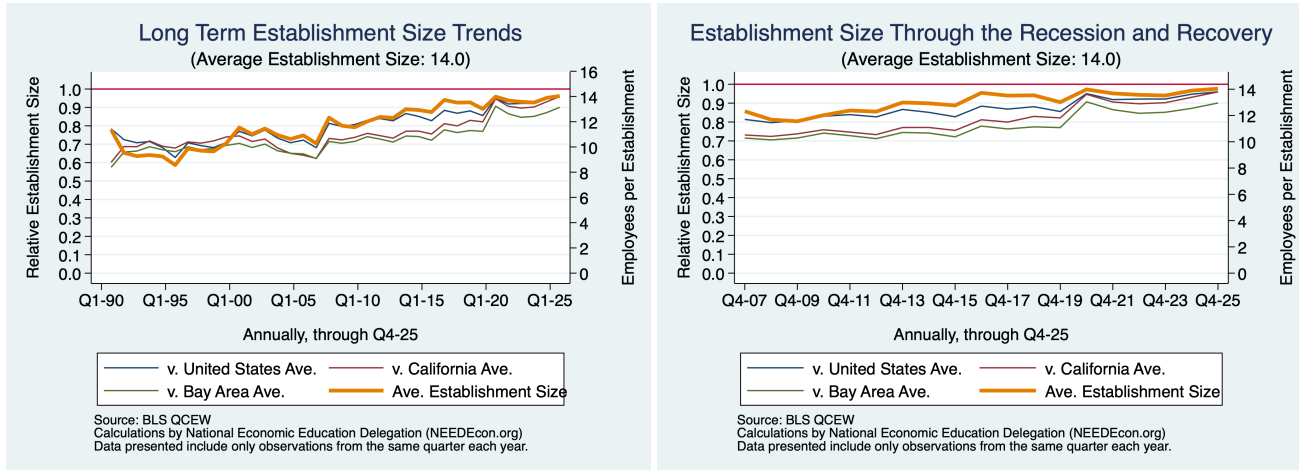 Long Term Establishment Size Trends
(Average Establishment Size: 14.0)
Relative Establishment Size
1.0
0.9
0.8
0.7
0.6
0.5
0.4
0.3
0.2
0.1
0.0
16
14
12
10
8
6
4
2
0
Employees per Establishment
Q1-90 Q1-95 Q1-00 Q1-05 Q1-10 Q1-15 Q1-20 Q1-25
Annually, through Q4-25
v. United States Ave. v. California Ave.
v. Bay Area Ave. Ave. Establishment Size
Source: BLS QCEW
Calculations by National Economic Education Delegation (NEEDEcon.org)
Data presented include only observations from the same quarter each year.
Establishment Size Through the Recession and Recovery
(Average Establishment Size: 14.0)
Relative Establishment Size
1.0
0.9
0.8
0.7
0.6
0.5
0.4
0.3
0.2
0.1
0.0
14
12
10
8
6
4
2
0
Employees per Establishment
Q4-07 Q4-09 Q4-11 Q4-13 Q4-15 Q4-17 Q4-19 Q4-21 Q4-23 Q4-25
Annually, through Q4-25
v. United States Ave. v. California Ave.
v. Bay Area Ave. Ave. Establishment Size
Source: BLS QCEW
Calculations by National Economic Education Delegation (NEEDEcon.org)
Data presented include only observations from the same quarter each year.